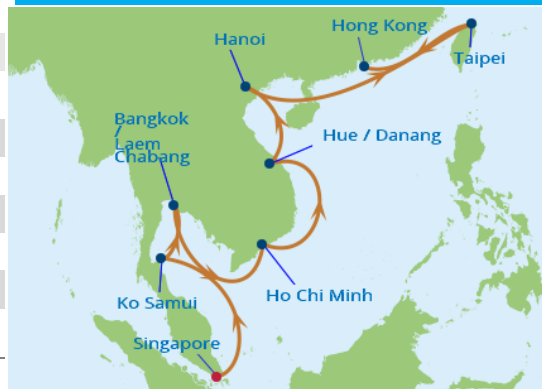 Hong Kong
Hanoi
Taipei
Bangkok
/
Laem
Chabang
Hue / Danang
Ko Samui
Ho Chi Minh
Singapore